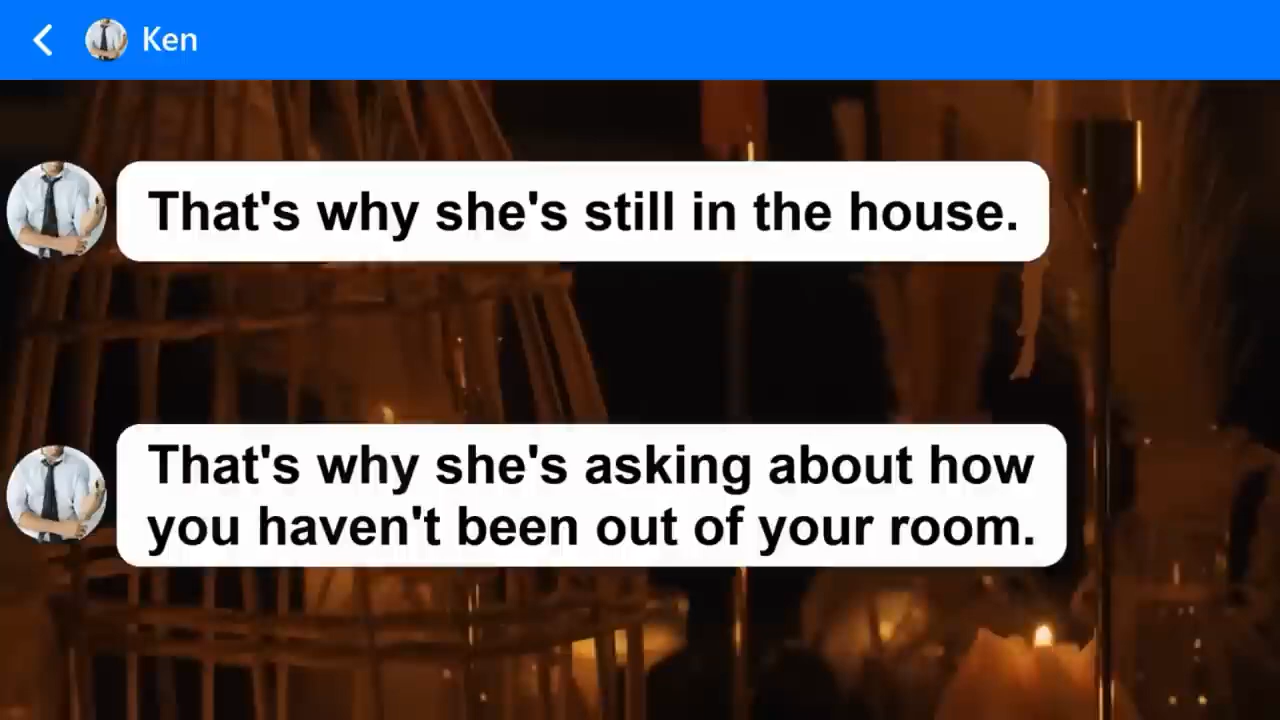 Ken
That's why she's still in the house.
That's why she's asking about how
you haven't been out of your room.